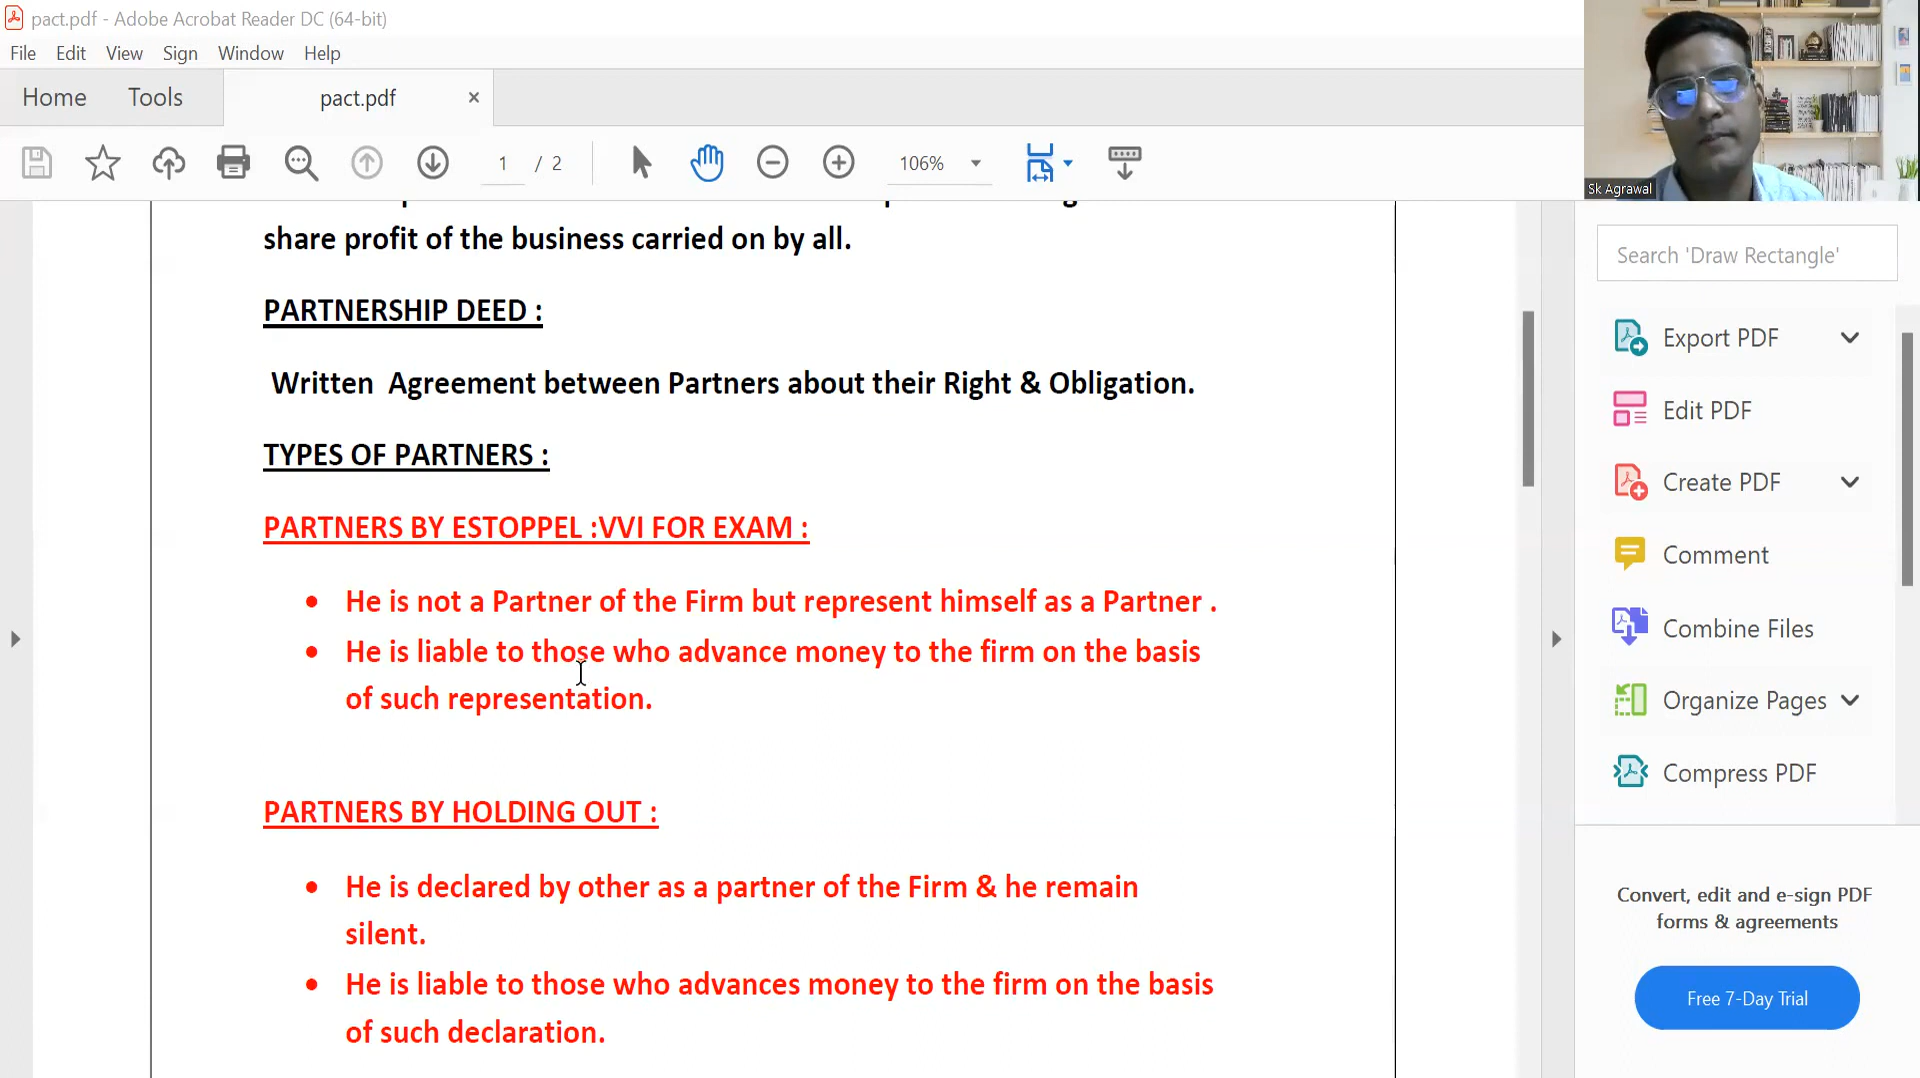 pact.pdf - Adobe Acrobat Reader DC (64-bit)
File Edit View Sign Window Help
Home Tools pact.pdf ×
1 / 2 106%
Sk Agrawal
share profit of the business carried on by all.
PARTNERSHIP DEED :
Written Agreement between Partners about their Right & Obligation.
TYPES OF PARTNERS :
PARTNERS BY ESTOPPEL :VVI FOR EXAM :
• He is not a Partner of the Firm but represent himself as a Partner .
• He is liable to those who advance money to the firm on the basis
of such representation.
PARTNERS BY HOLDING OUT :
• He is declared by other as a partner of the Firm & he remain
silent.
• He is liable to those who advances money to the firm on the basis
of such declaration.
Search 'Draw Rectangle'
Export PDF
Edit PDF
Create PDF
Comment
Combine Files
Organize Pages
Compress PDF
Convert, edit and e-sign PDF
forms & agreements
Free 7-Day Trial